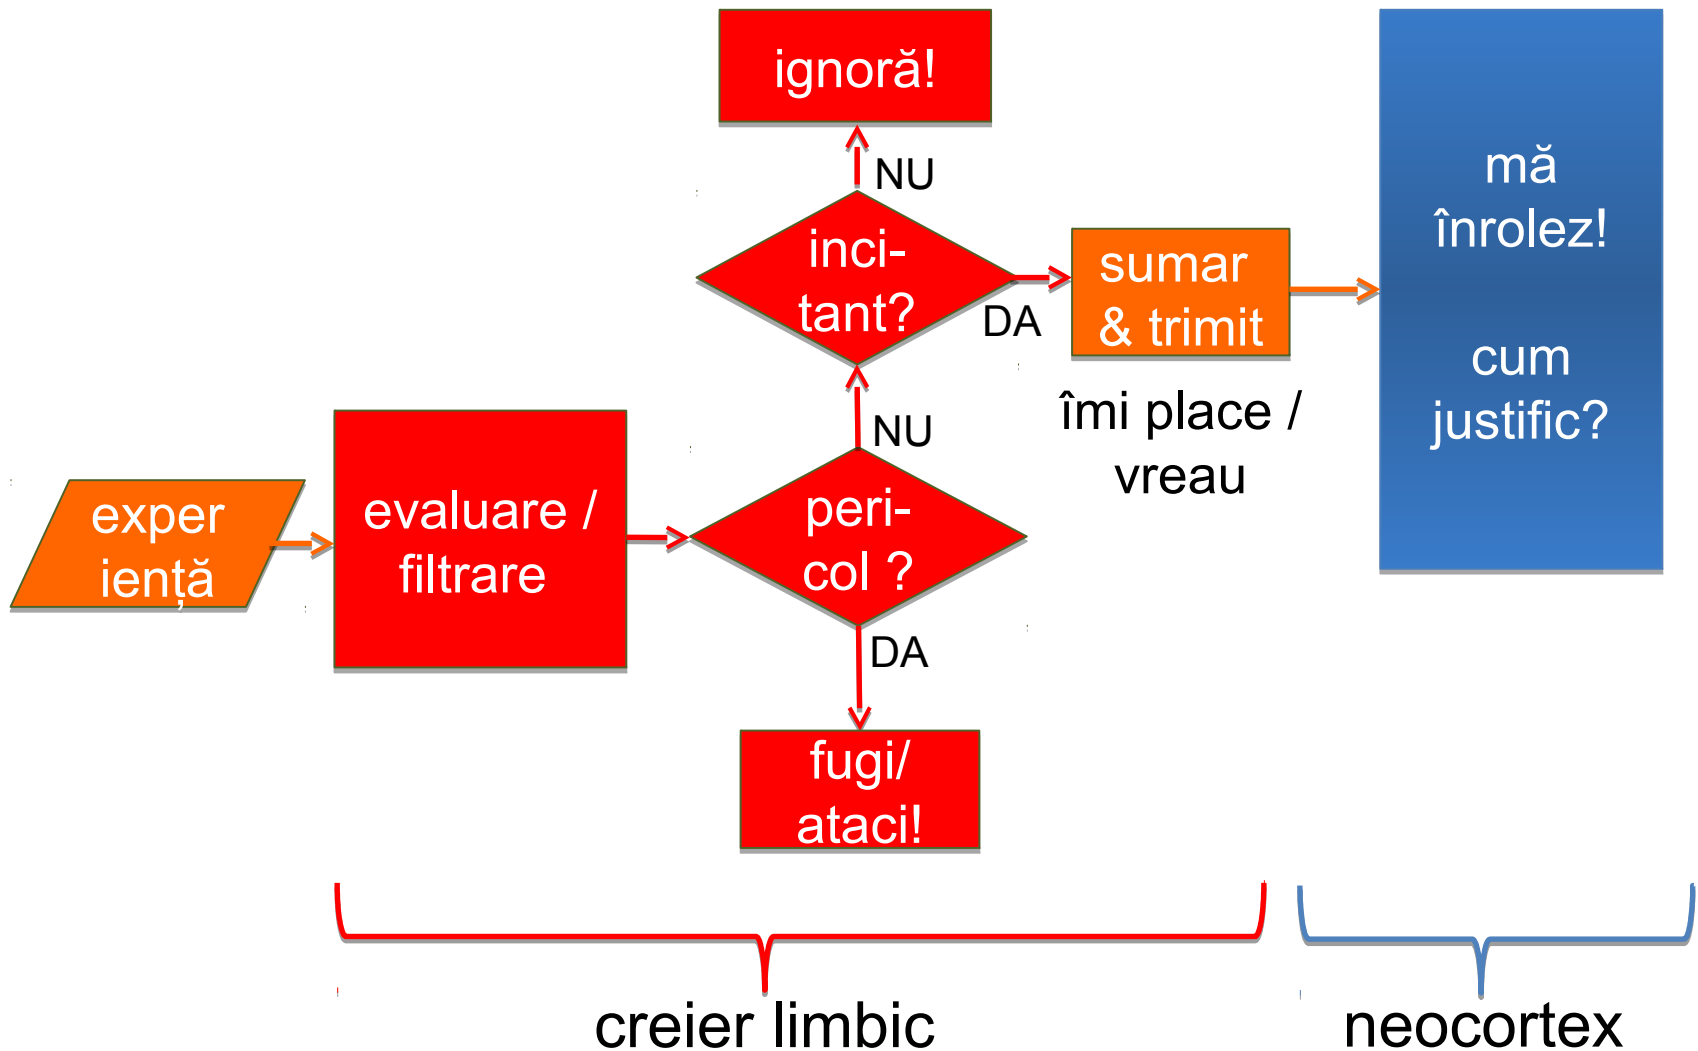 ignoră!
NU
inci-
tant?
DA
sumar
& trimit
îmi place /
vreau
mă
înrolez!
cum
justific?
exper
iență
evaluare /
filtrare
NU
peri-
col ?
DA
fugi/
ataci!
creier limbic
neocortex